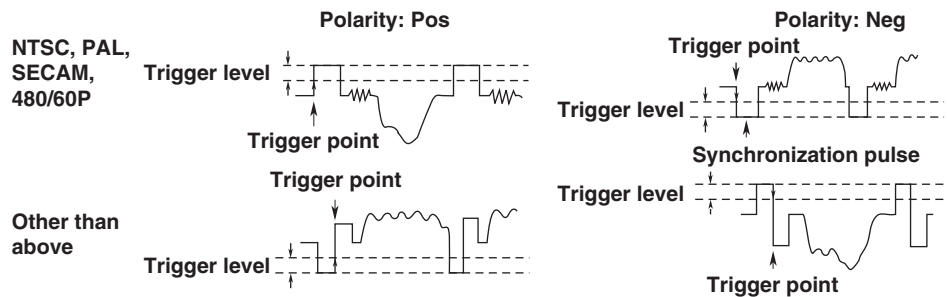 Polarity: Pos
Polarity: Neg
NTSC, PAL,
SECAM,
480/60P
Trigger level
Trigger point
Trigger point
Trigger level
Synchronization pulse
Other than
above
Trigger point
Trigger level
Trigger level
Trigger point